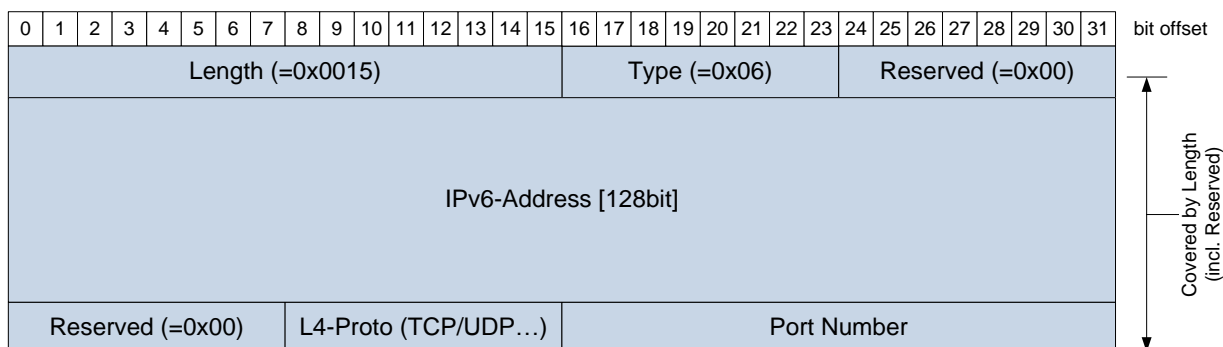 0 1 2 3 4 5 6 7 8 9 10 11 12 13 14 15 16 17 18 19 20 21 22 23 24 25 26 27 28 29 30 31 bit offset
Length (=0x0015) Type (=0x06) Reserved (=0x00)
IPv6-Address [128bit]
Covered by Length
(incl. Reserved)
Reserved (=0x00) L4-Proto (TCP/UDP…) Port Number